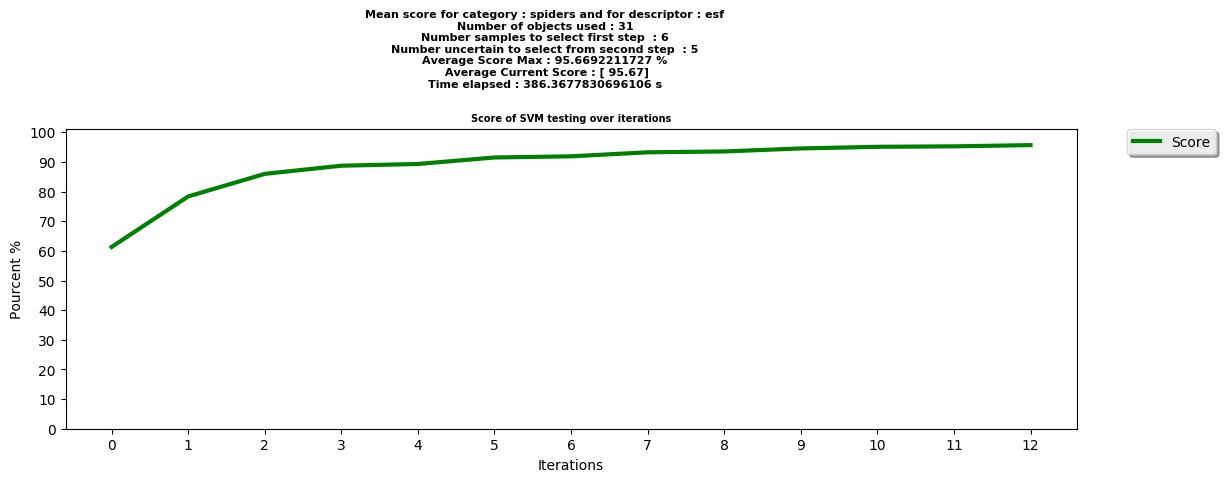 Mean score for category : spiders and for descriptor : esf
Number of objects used : 31
Number samples to select first step  : 6
Number uncertain to select from second step  : 5
Average Score Max : 95.6692211727 %
Average Current Score : [ 95.67]
Time elapsed : 386.3677830696106 s
Score of SVM testing over iterations
100
90
80
70
60
50
40
30
20
10
0
Pourcent %
0 1 2 3 4 5 6 7 8 9 10 11 12
Iterations
Score